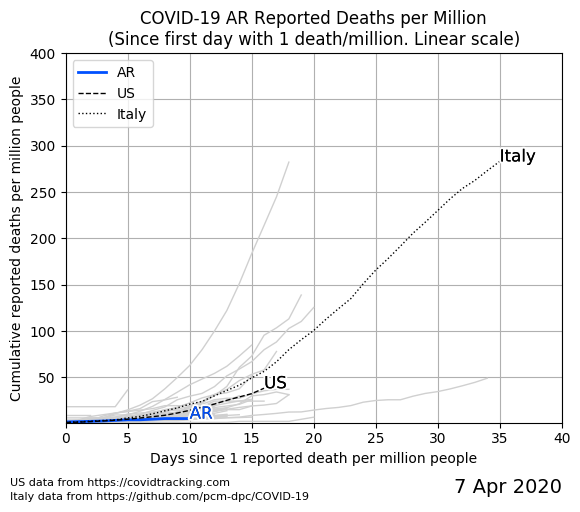 COVID-19 AR Reported Deaths per Million
(Since first day with 1 death/million. Linear scale)
Cumulative reported deaths per million people
400
350
300
250
200
150
100
50
AR
US
Italy
Italy
US
AR
0
5
10
15
20
25
30
35
40
Days since 1 reported death per million people
US data from https://covidtracking.com
Italy data from https://github.com/pcm-dpc/COVID-19
7 Apr 2020